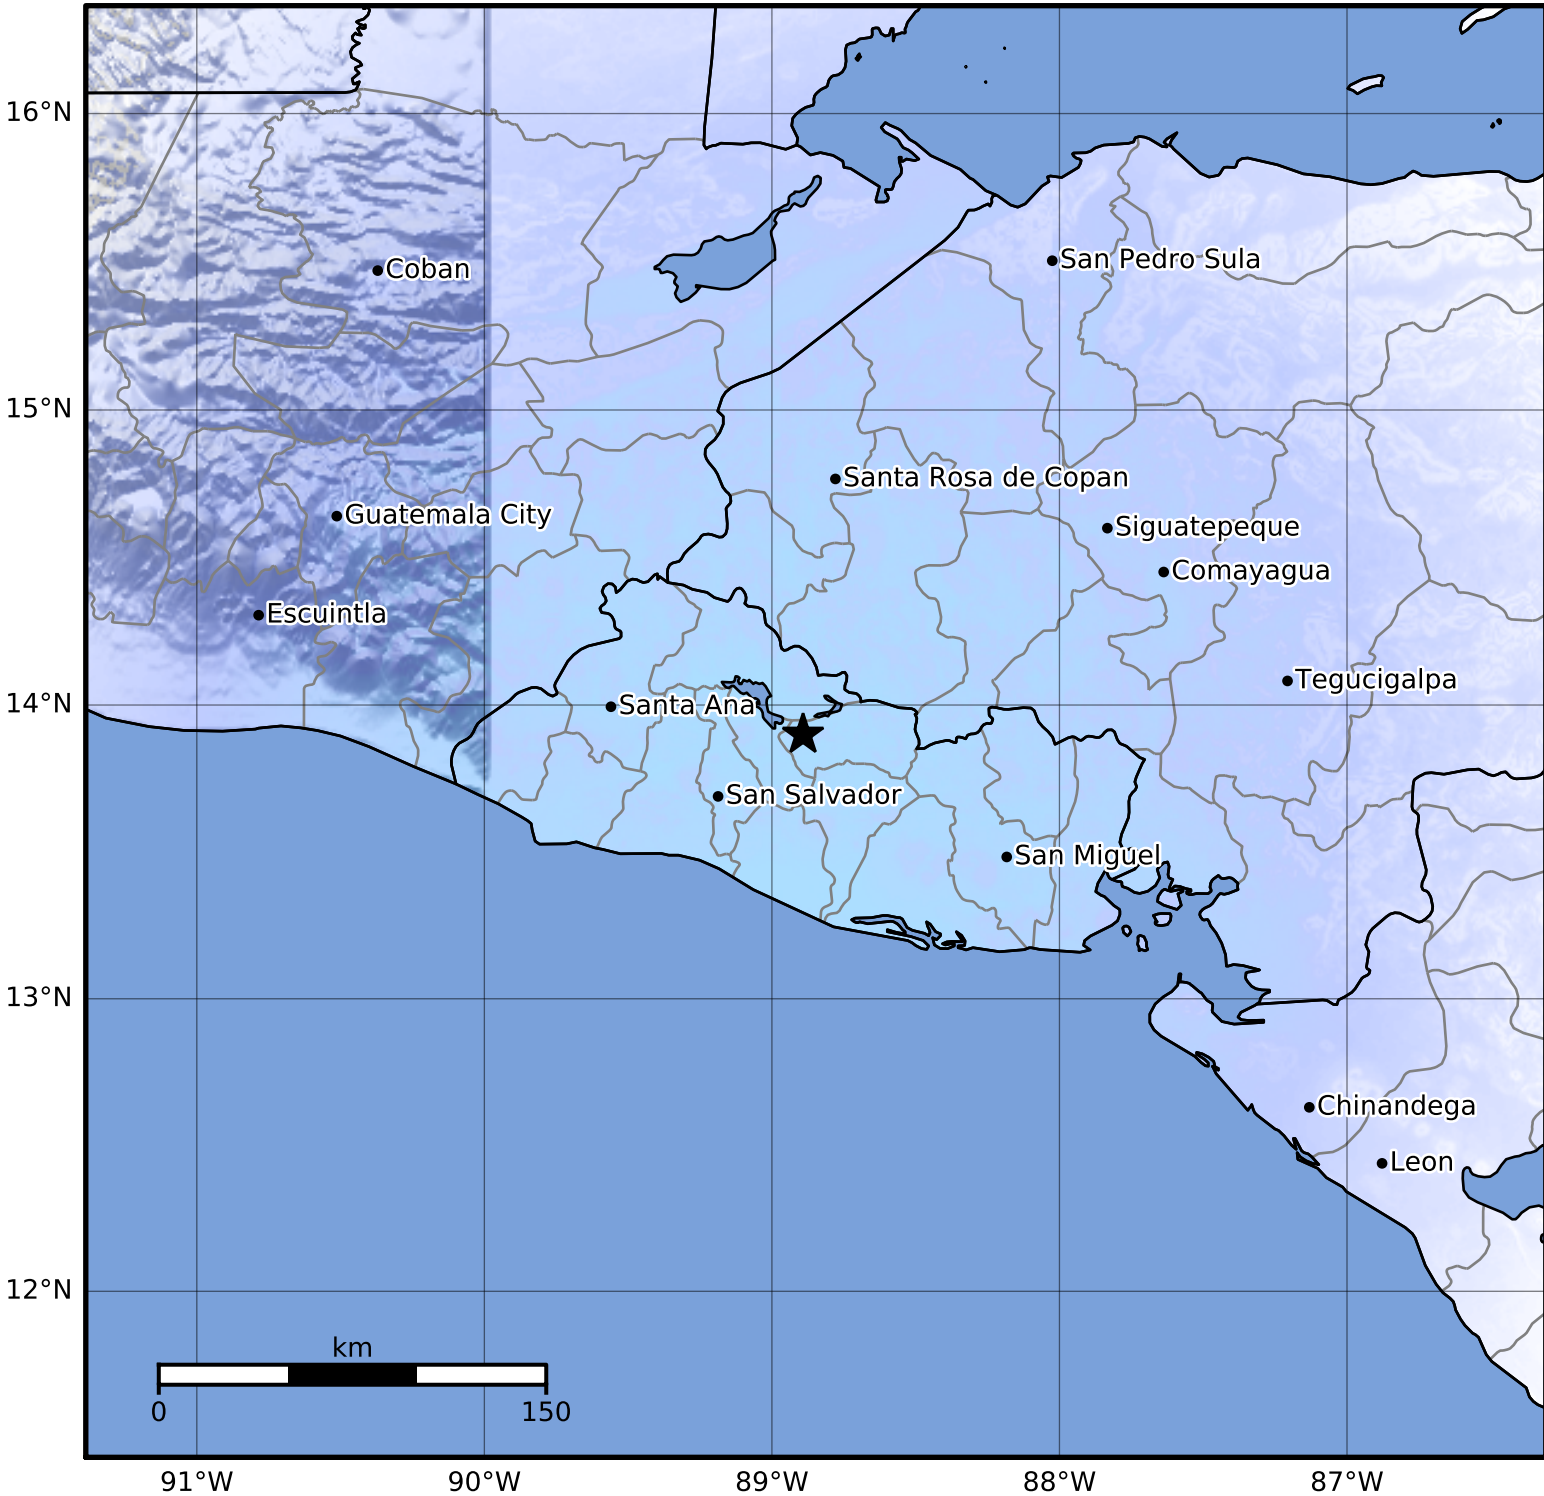 16°N
San Pedro Sula
Coban
15°N
Santa Rosa de Copan
Guatemala City
Siguatepeque
Comayagua
Escuintla
Tegucigalpa
14°N
Santa Ana
San Salvador
San Miguel
13°N
Chinandega
Leon
12°N
km
0 150
91°W 90°W 89°W 88°W 87°W